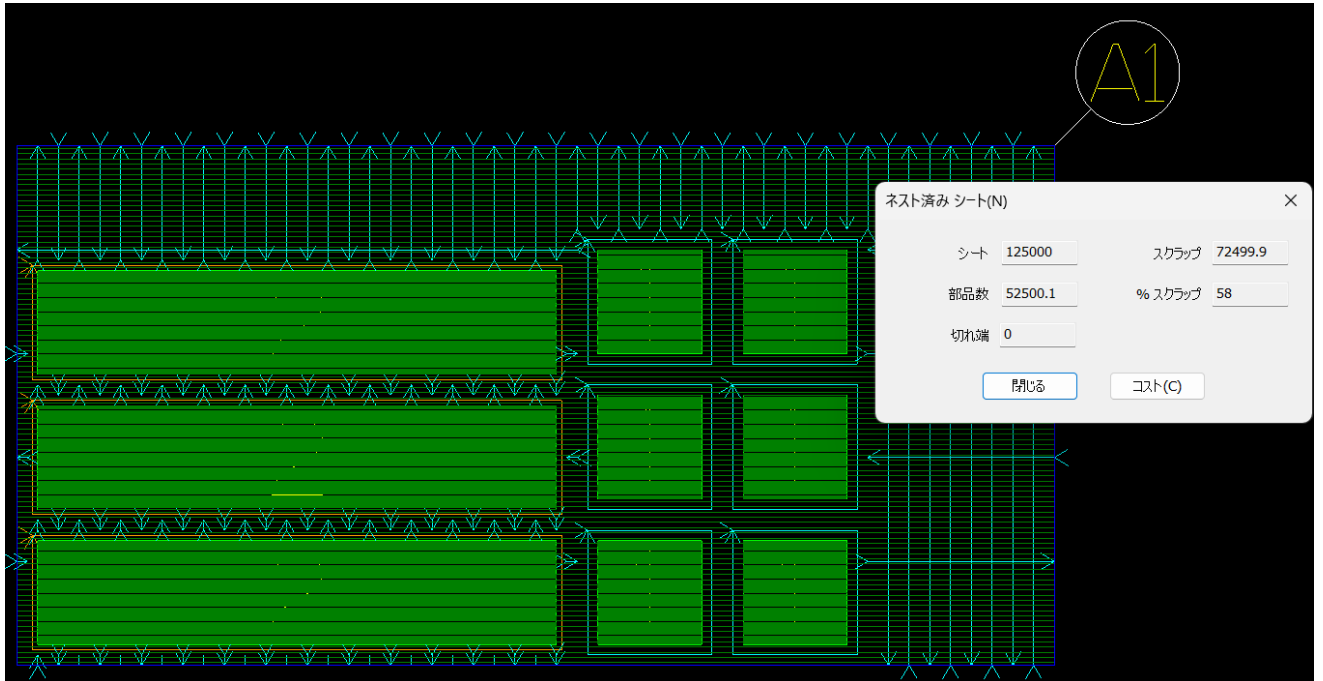 A1
ネスト済み シート(N)
シート 125000 スクラップ 72499.9
部品数 52500.1 % スクラップ 58
切れ端 0
閉じる コスト(C)